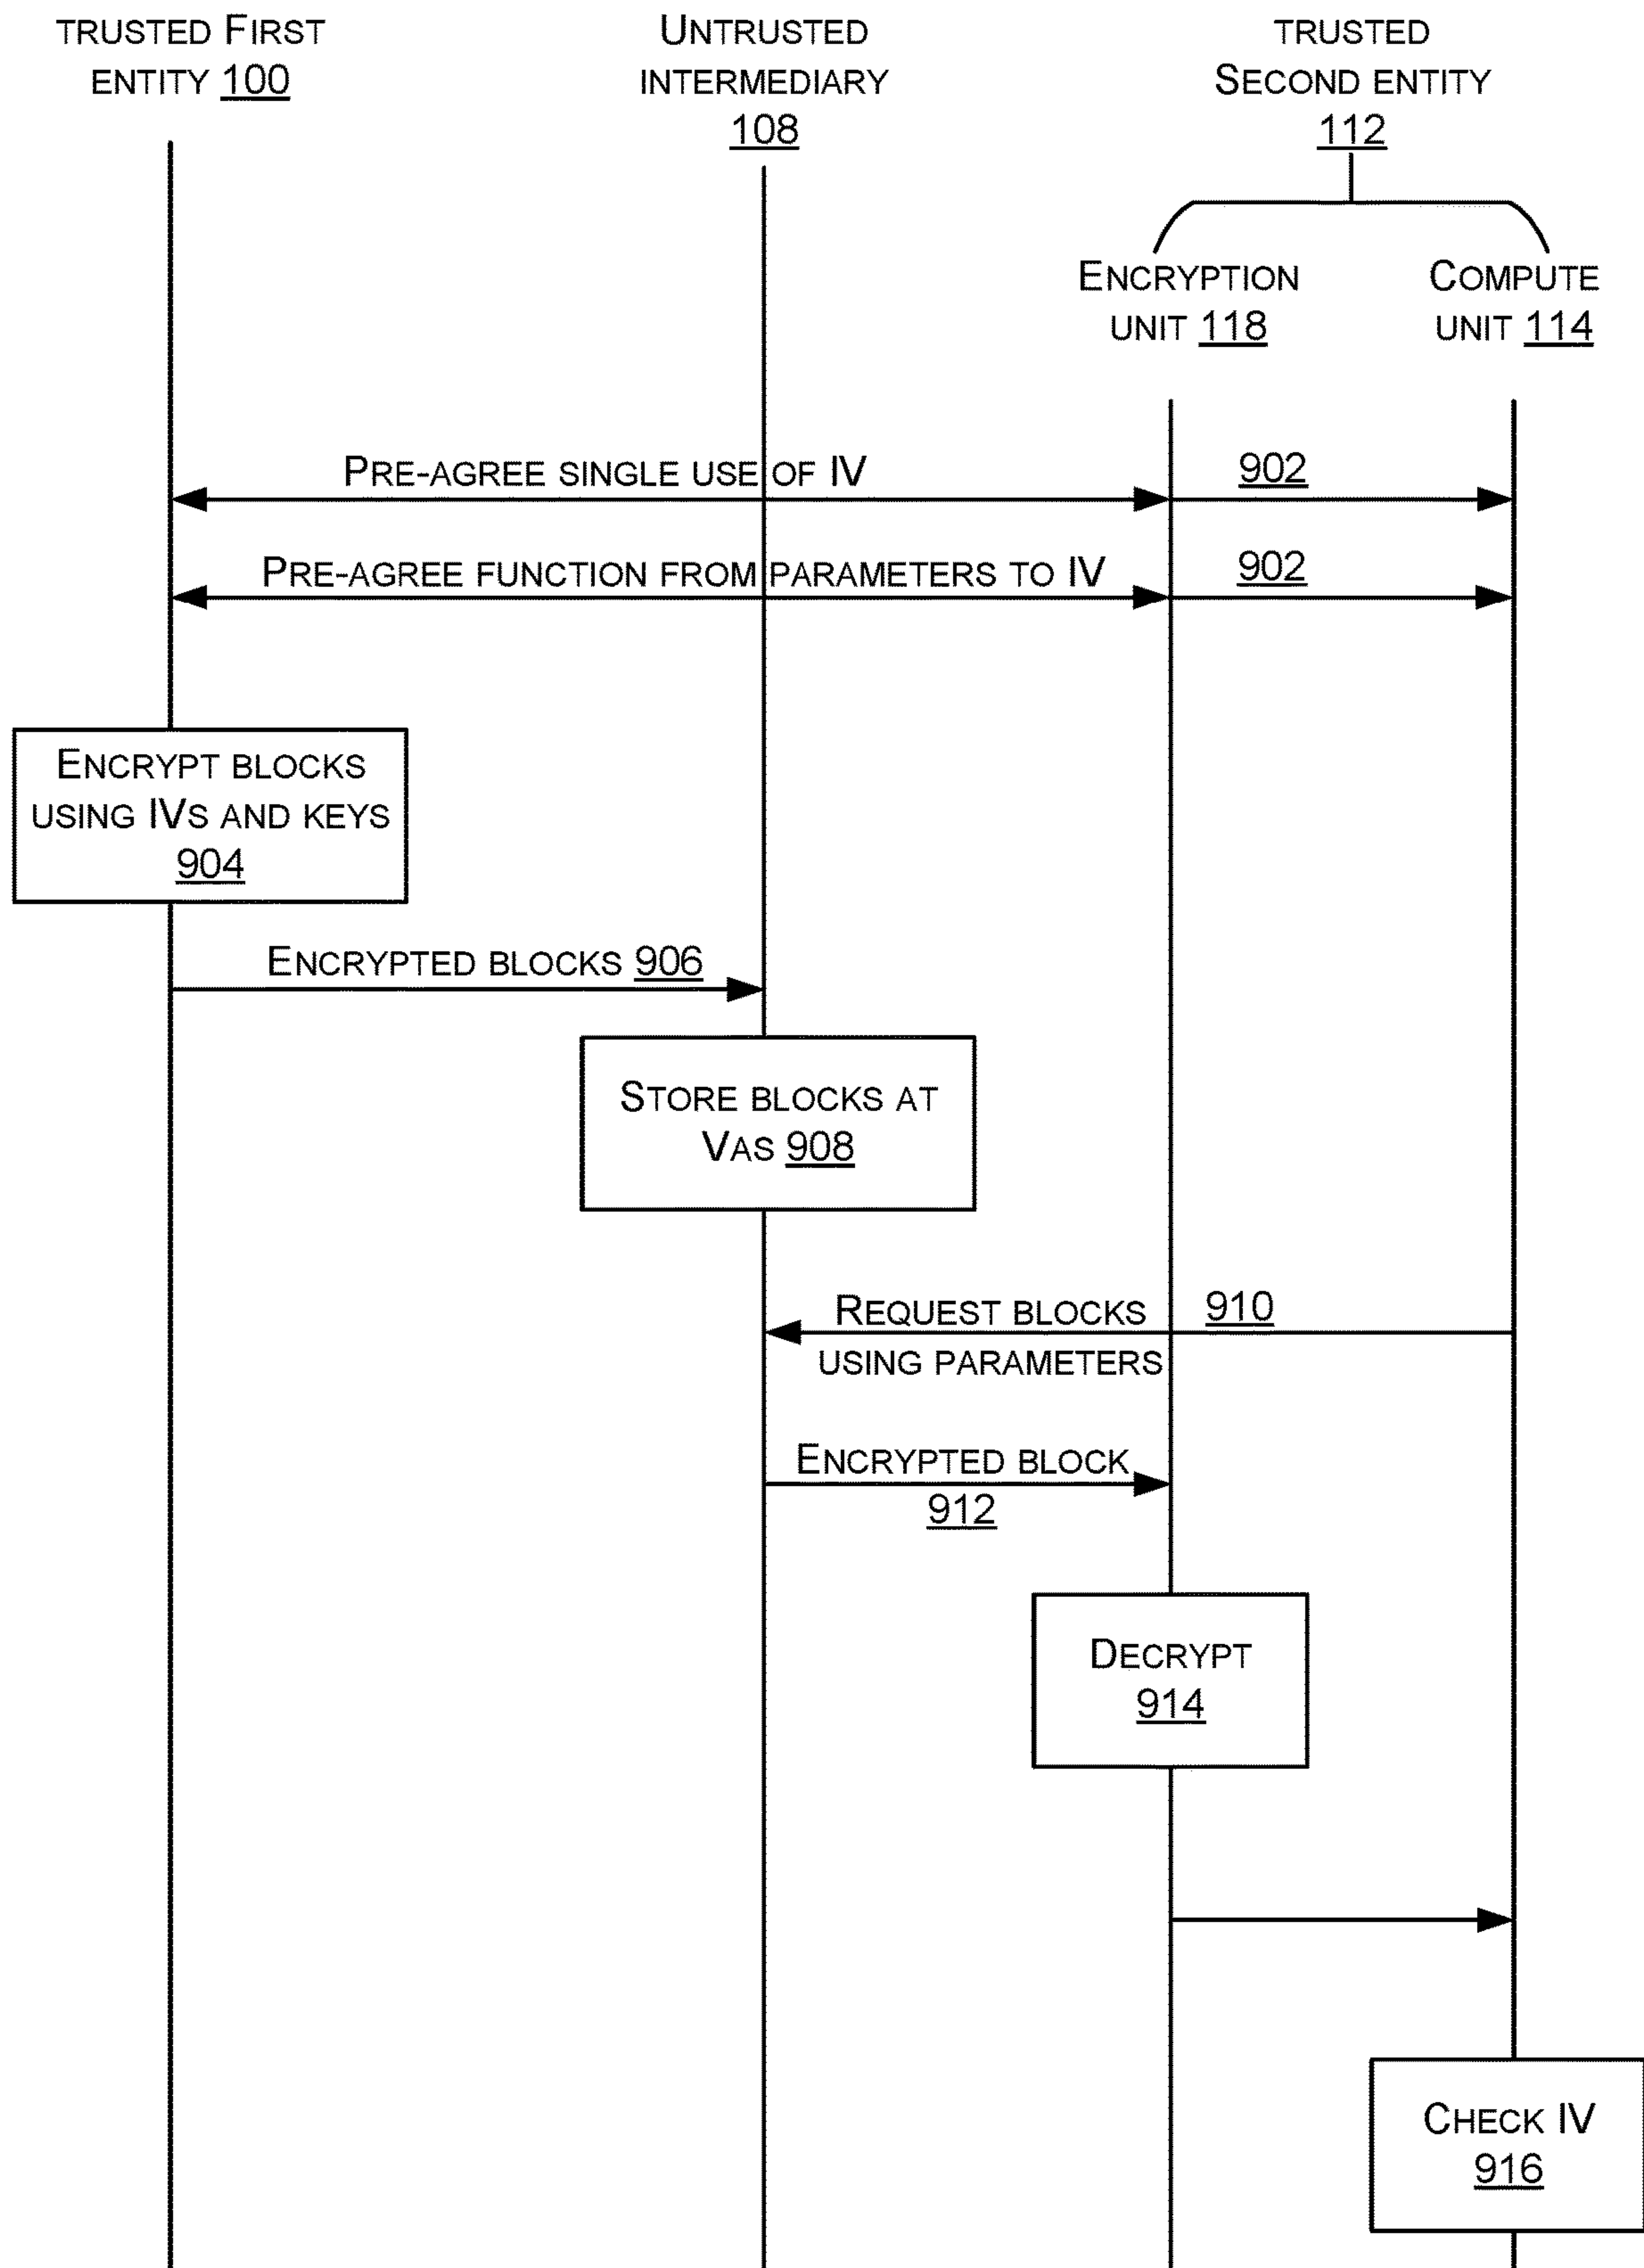 TRUSTED FIRST
ENTITY 100
UNTRUSTED
INTERMEDIARY
108
TRUSTED
SECOND ENTITY
112
ENCRYPTION
UNIT 118
COMPUTE
UNIT 114
PRE-AGREE SINGLE USE OF IV
902
PRE-AGREE FUNCTION FROM PARAMETERS TO IV
902
ENCRYPT BLOCKS
USING IVS AND KEYS
904
ENCRYPTED BLOCKS 906
STORE BLOCKS AT
VAS 908
REQUEST BLOCKS 910
USING PARAMETERS
ENCRYPTED BLOCK
912
DECRYPT
914
CHECK IV
916